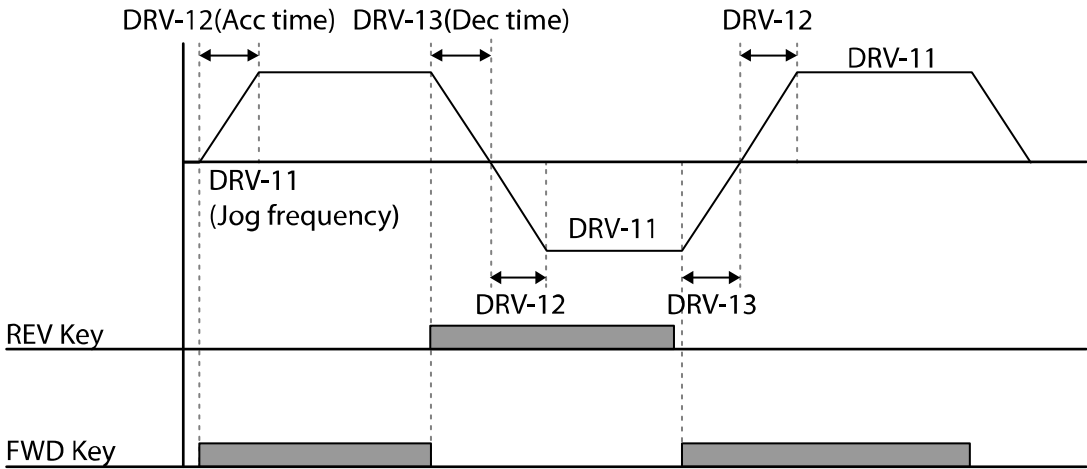 DRV-12(Acc time) DRV-13(Dec time) DRV-12
DRV-11
DRV-11
(Jog frequency)
DRV-11
DRV-12 DRV-13
REV Key
FWD Key